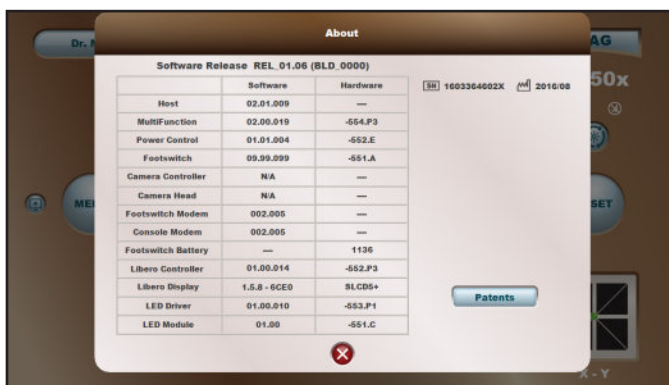 About
Dr.
AG
Software Release REL_01.06 (BLD_0000)
Software Hardware
SN 1603364602X 2016/08
50x
Host 02.01.009 —
MultiFunction 02.00.019 -554.P3
Power Control 01.01.004 -552.E
Footswitch 09.99.099 -551.A
Camera Controller N/A —
Camera Head N/A —
Footswitch Modem 002.005 —
Console Modem 002.005 —
Footswitch Battery — 1136
Libero Controller 01.00.014 -552.P3
Libero Display 1.5.8 - 6CE0 SLCD5+
LED Driver 01.00.010 -553.P1
LED Module 01.00 -551.C
ME
SET
Patents
X - Y